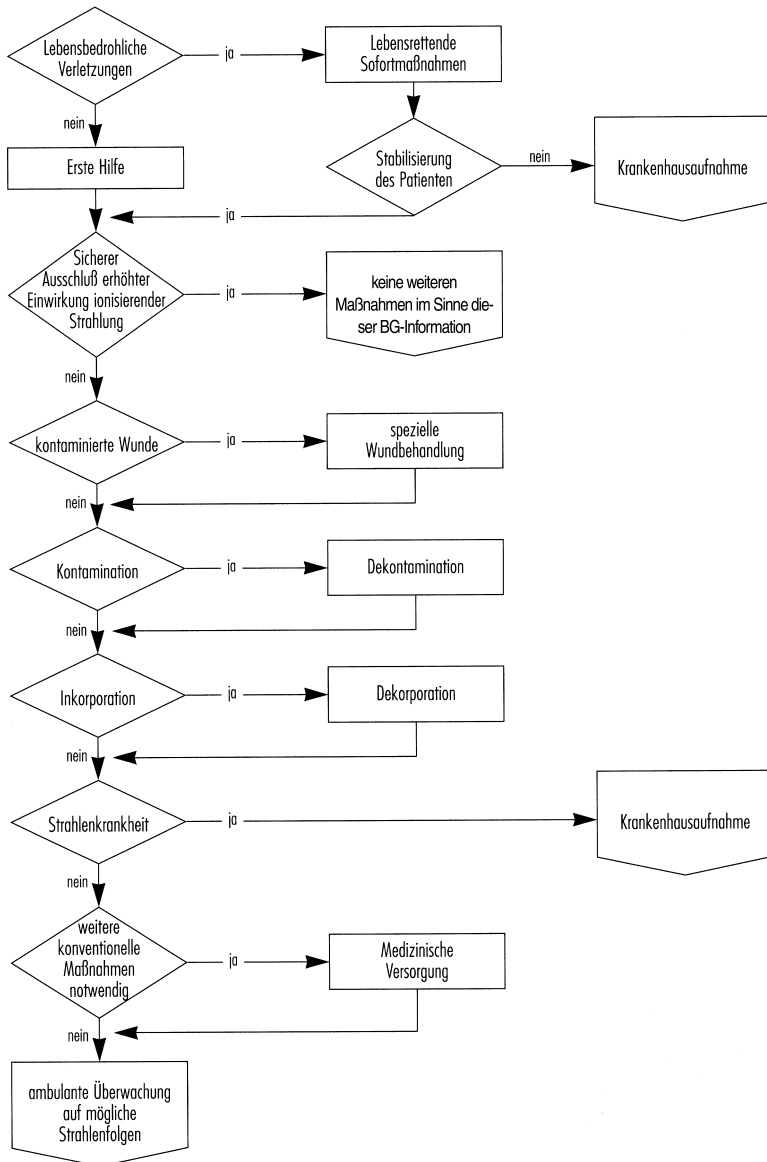 Lebensbedrohliche
Verletzungen
ja
Lebensrettende
Sofortmaßnahmen
nein
Erste Hilfe
Stabilisierung
des Patienten
nein
Krankenhausaufnahme
ja
Sicherer
Ausschluß erhöhter
Einwirkung ionisierender
Strahlung
ja
keine weiteren
Maßnahmen im Sinne die-
ser BG-Information
nein
kontaminierte Wunde
ja
spezielle
Wundbehandlung
nein
Kontamination
ja
Dekontamination
nein
Inkorporation
ja
Dekorporation
nein
Strahlenkrankheit
ja
Krankenhausaufnahme
nein
weitere
konventionelle
Maßnahmen
notwendig
ja
Medizinische
Versorgung
nein
ambulante Überwachung
auf mögliche
Strahlenfolgen